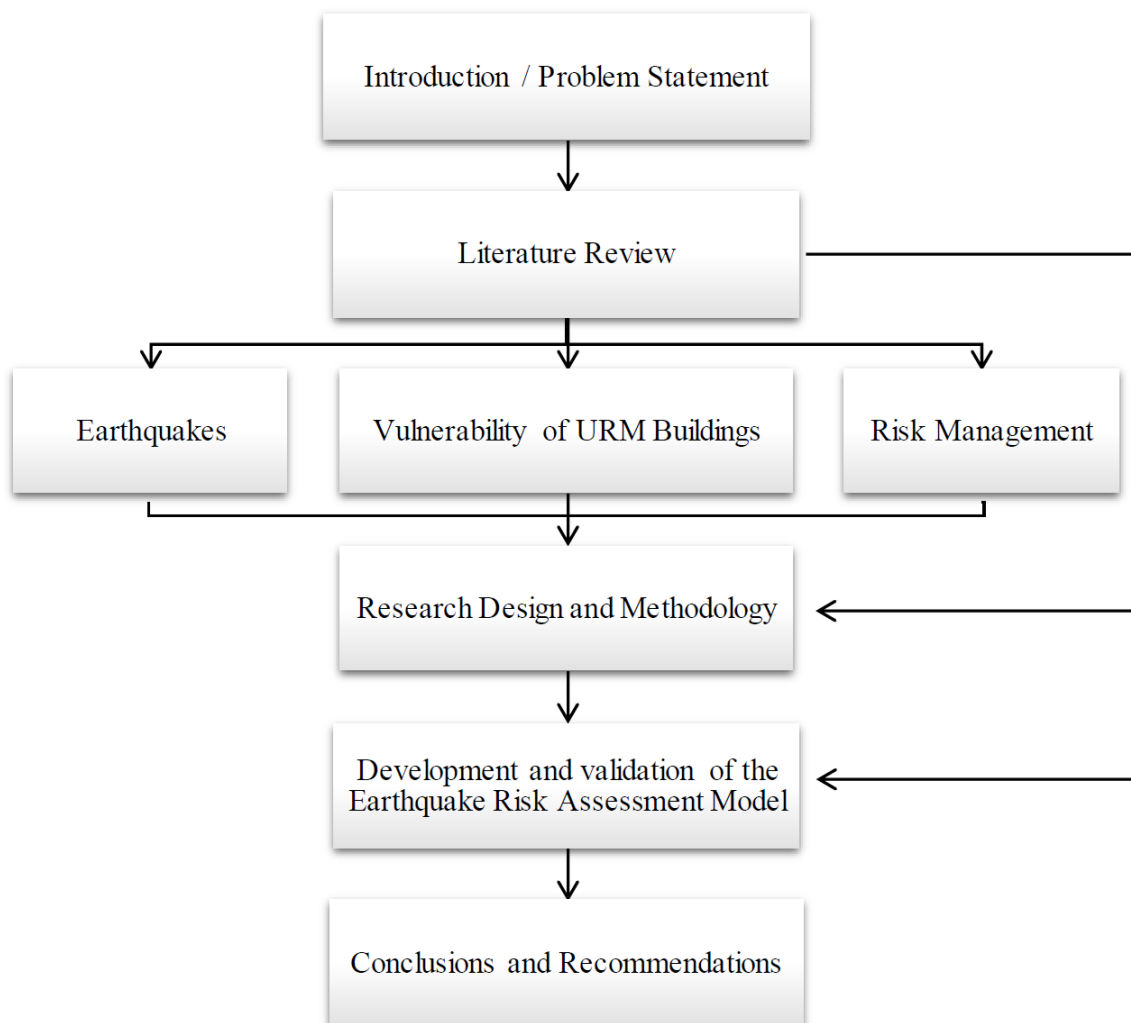 Introduction / Problem Statement
Literature Review
Earthquakes
Vulnerability of URM Buildings
Risk Management
Research Design and Methodology
Development and validation of the
Earthquake Risk Assessment Model
Conclusions and Recommendations